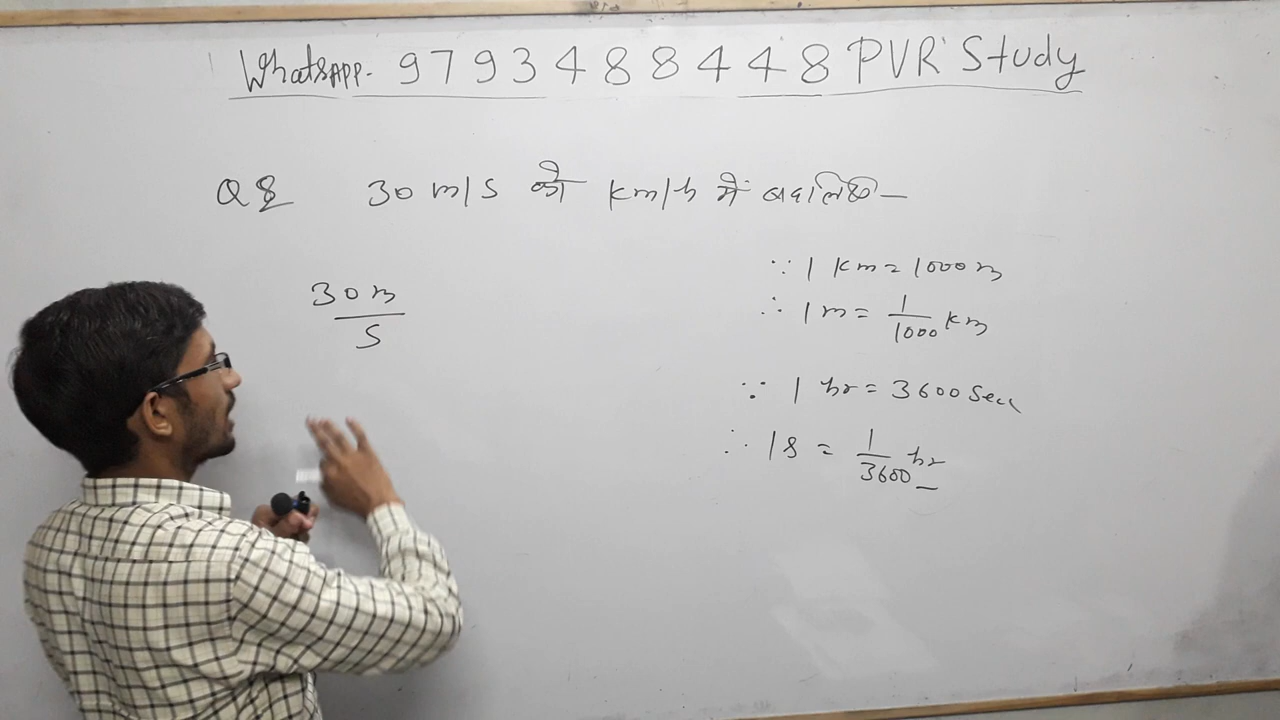 WhatsAPP- 9793488448 PVR Study
Q 8 30 m/s को km/h में बदलिए-
30 m
S
∵ 1 km = 1000 m
∴ 1 m = 1/1000 km
∵ 1 hr = 3600 Sec
∴ 1 s = 1/3600 hr